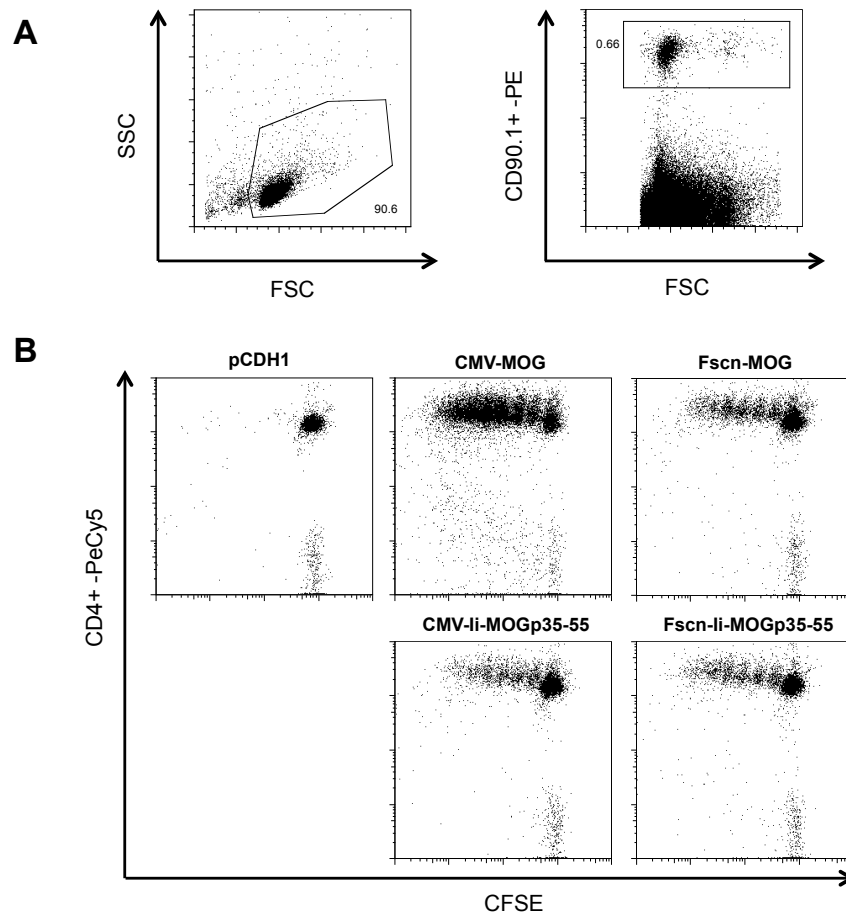 A
SSC
90.6
FSC
CD90.1+ -PE
0.66
FSC
B
pCDH1
CMV-MOG
Fscn-MOG
CD4+ -PeCy5
CMV-Ii-MOGp35-55
Fscn-Ii-MOGp35-55
CFSE